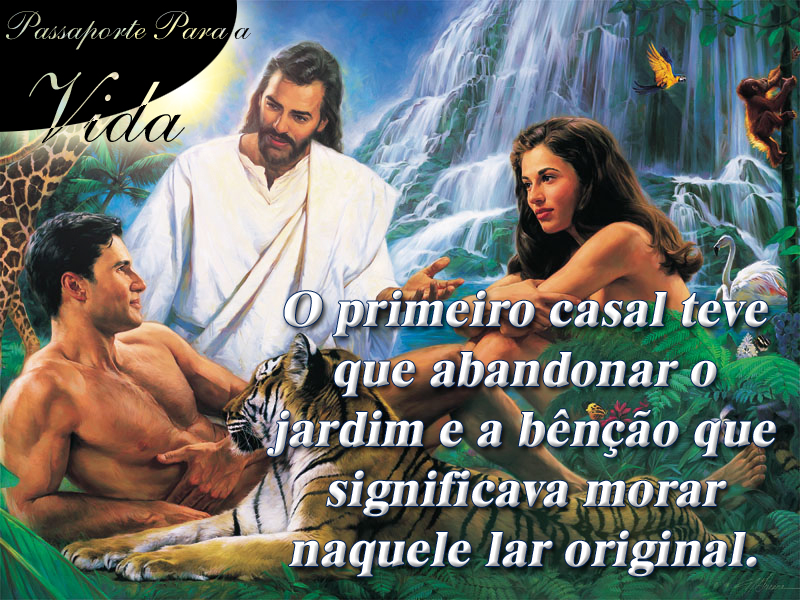 Passaporte Para a
Vida
O primeiro casal teve
que abandonar o
jardim e a bênção que
significava morar
naquele lar original.